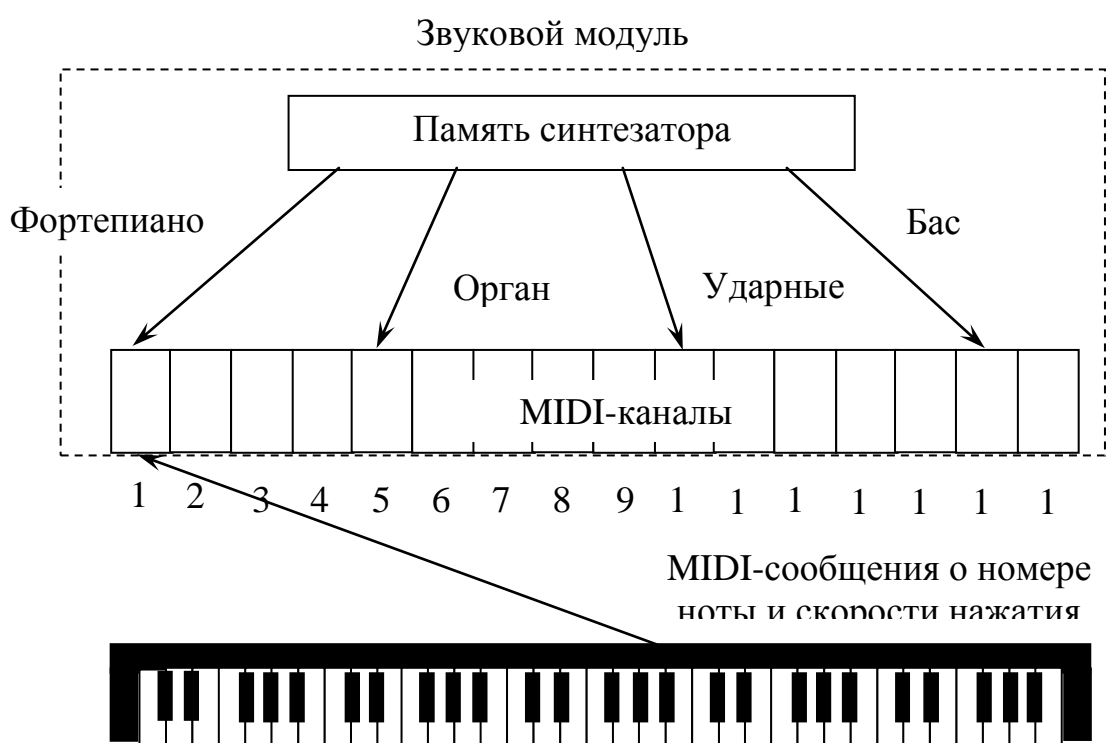 Звуковой модуль
Память синтезатора
Фортепиано
Бас
Орган
Ударные
MIDI-каналы
1 2 3 4 5 6 7 8 9 1 1 1 1 1 1 1
MIDI-сообщения о номере
ноты и скорости нажатия